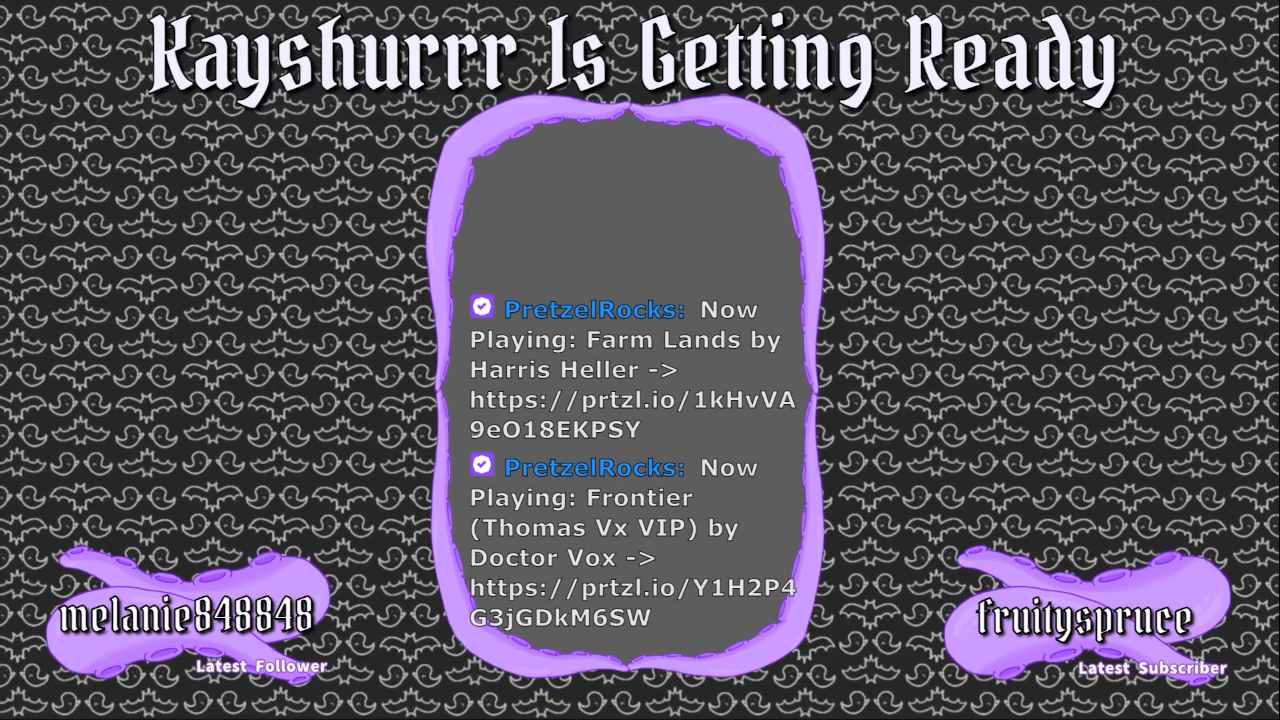 Kayshurrr Is Getting Ready
PretzelRocks: Now
Playing: Farm Lands by
Harris Heller ->
https://prtzl.io/1kHvVA
9eO18EKPSY
PretzelRocks: Now
Playing: Frontier
(Thomas Vx VIP) by
Doctor Vox ->
https://prtzl.io/Y1H2P4
G3jGDkM6SW
melanie848848
Latest Follower
fruityspruce
Latest Subscriber